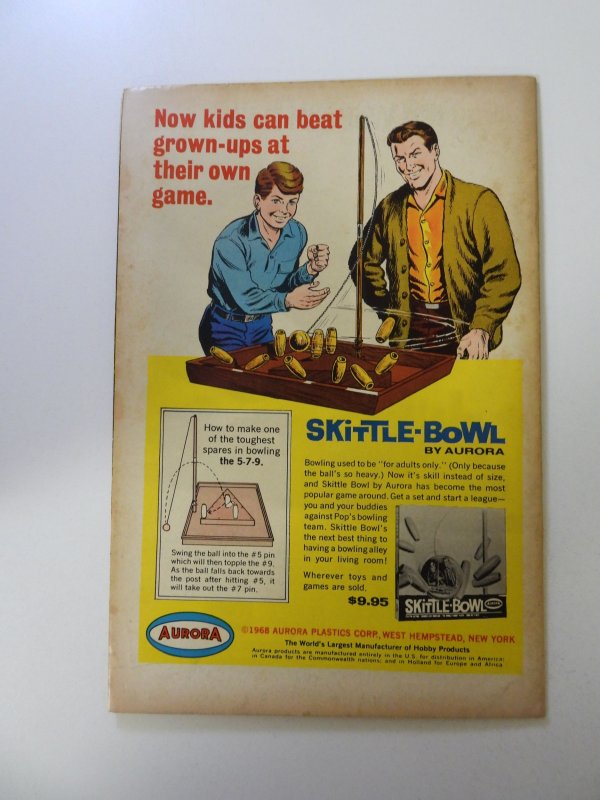 Now kids can beat
grown-ups at
their own
game.
How to make one
of the toughest
spares in bowling
the 5-7-9.
Swing the ball into the #5 pin
which will then topple the #9.
As the ball falls back towards
the post after hitting #5, it
will take out the #7 pin.
SKiTTLE-BoWL
BY AURORA
Bowling used to be "for adults only." (Only because
the ball's so heavy.) Now it's skill instead of size,
and Skittle Bowl by Aurora has become the most
popular game around. Get a set and start a league—
you and your buddies
against Pop's bowling
team. Skittle Bowl's
the next best thing to
having a bowling alley
in your living room!
Wherever toys and
games are sold.
$9.95
SKiTTLE-BOWL
AURORA
©1968 AURORA PLASTICS CORP., WEST HEMPSTEAD, NEW YORK
The World's Largest Manufacturer of Hobby Products
Aurora products are manufactured entirely in the U.S. for distribution in America;
in Canada for the Commonwealth nations; and in Holland for Europe and Africa